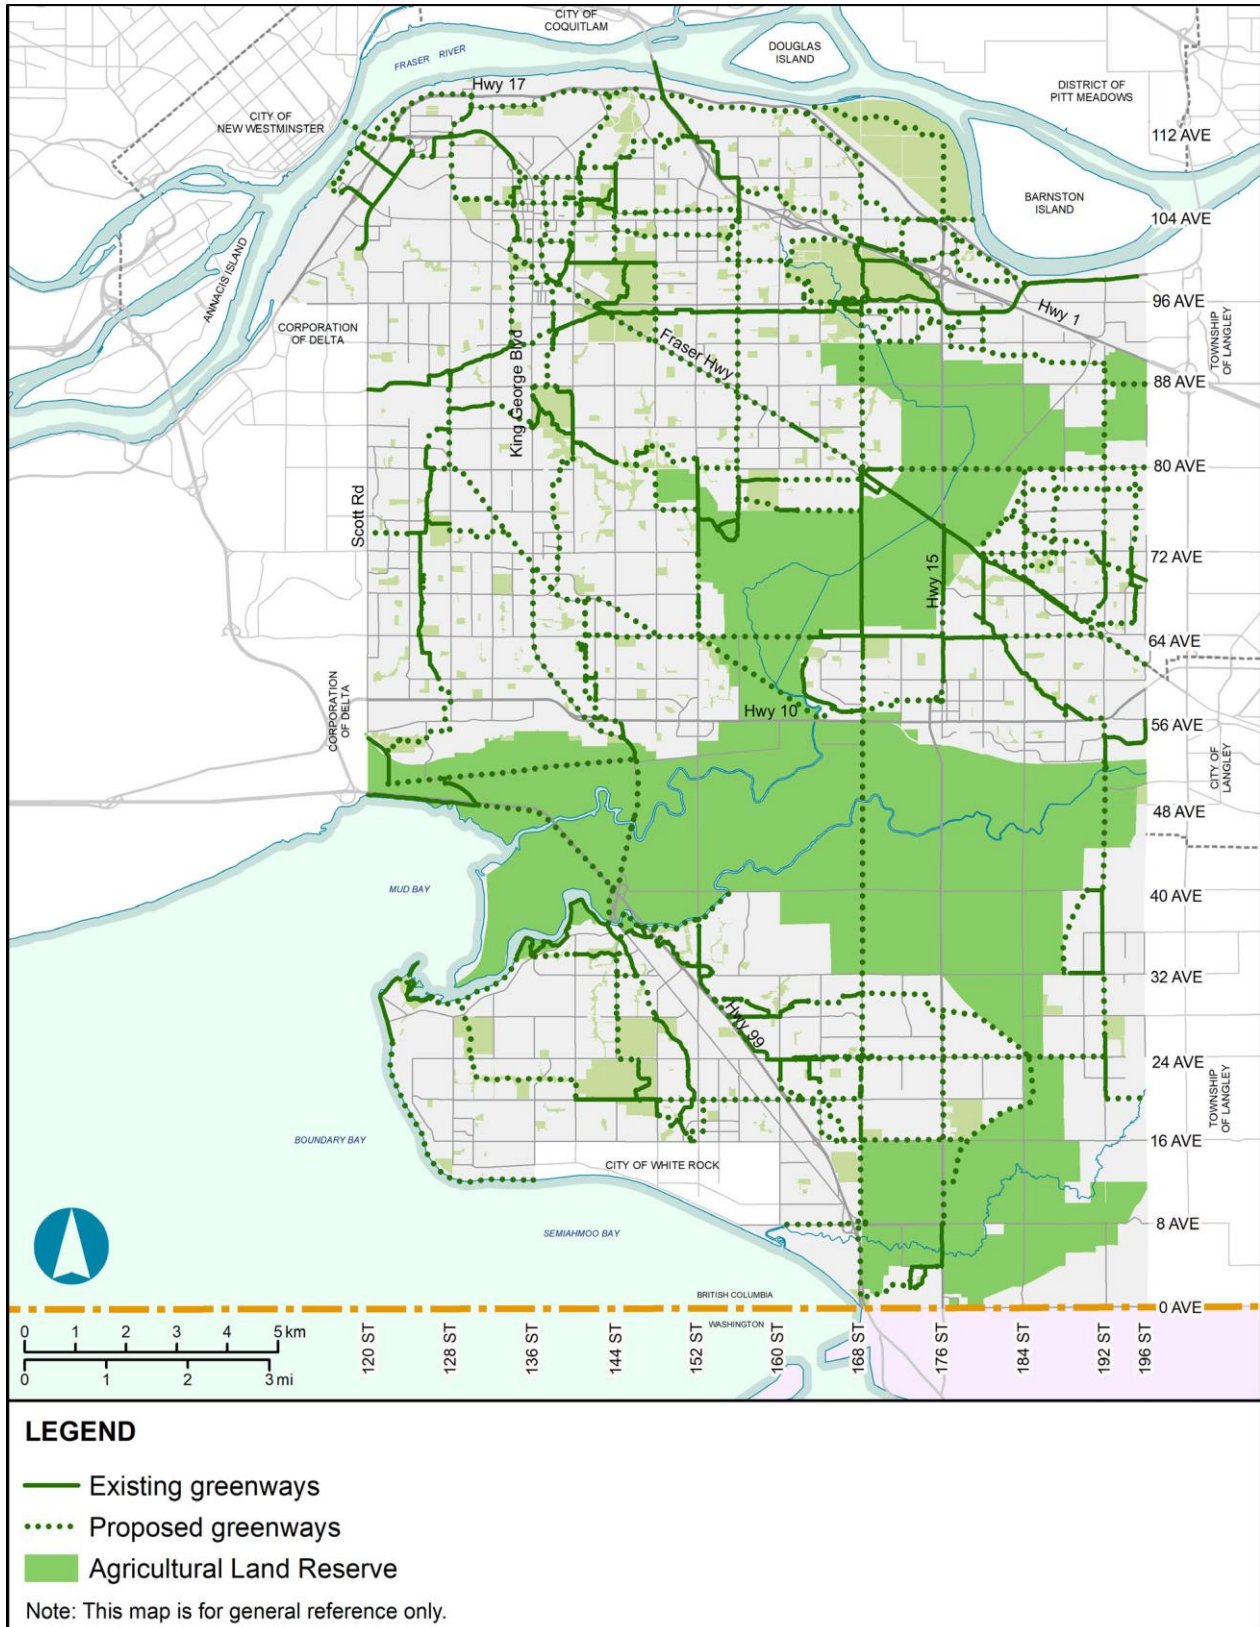 CITY OF
COQUITLAM
DOUGLAS
ISLAND
FRASER RIVER
DISTRICT OF
PITT MEADOWS
Hwy 17
CITY OF
NEW WESTMINSTER
112 AVE
BARNSTON
ISLAND
104 AVE
ANNACIS ISLAND
96 AVE
Hwy 1
CORPORATION
OF DELTA
King George Blvd
Fraser Hwy
TOWNSHIP
OF LANGLEY
88 AVE
80 AVE
Scott Rd
72 AVE
Hwy 15
64 AVE
CORPORATION
OF DELTA
Hwy 10
56 AVE
CITY OF
LANGLEY
48 AVE
MUD BAY
40 AVE
32 AVE
Hwy 99
24 AVE
TOWNSHIP
OF LANGLEY
BOUNDARY BAY
16 AVE
CITY OF WHITE ROCK
8 AVE
SEMIAHMOO BAY
BRITISH COLUMBIA
0 AVE
WASHINGTON
0 1 2 3 4 5 km
0 1 2 3 mi
120 ST
128 ST
136 ST
144 ST
152 ST
160 ST
168 ST
176 ST
184 ST
192 ST
196 ST
LEGEND
Existing greenways
Proposed greenways
Agricultural Land Reserve
Note: This map is for general reference only.